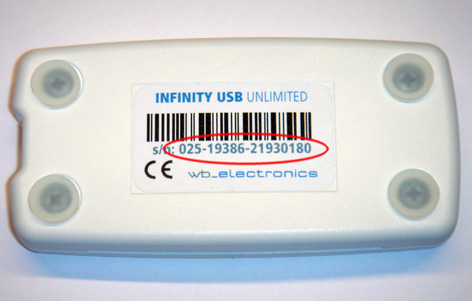 INFINITY USB UNLIMITED
s/n: 025-19386-21930180
CE wb_electronics